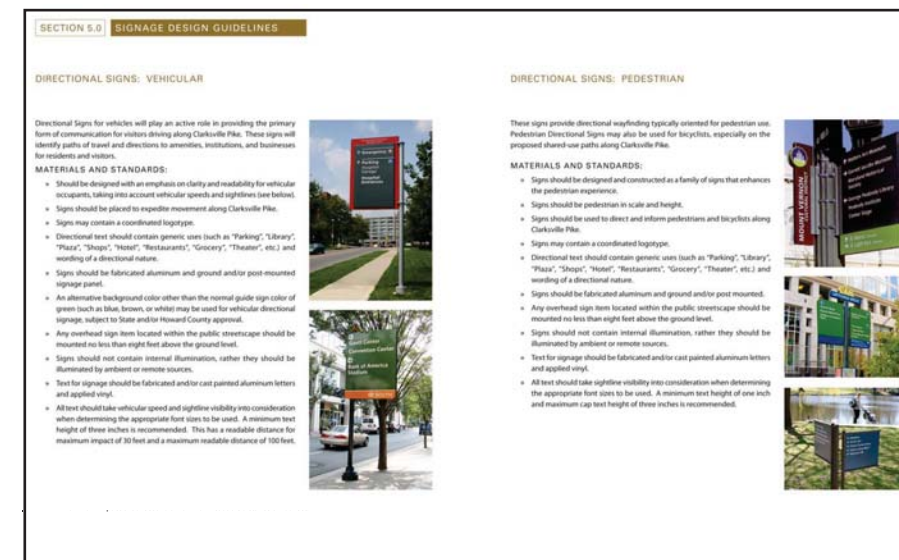 SECTION 5.0 SIGNAGE DESIGN GUIDELINES
DIRECTIONAL SIGNS: VEHICULAR
Directional Signs for vehicles will play an active role in providing the primary
form of communication for visitors driving along Clarksville Pike. These signs will
identify paths of travel and directions to amenities, institutions, and businesses
for residents and visitors.
MATERIALS AND STANDARDS:
» Should be designed with an emphasis on clarity and readability for vehicular
occupants, taking into account vehicular speeds and sightlines (see below).
» Signs should be placed to expedite movement along Clarksville Pike.
» Signs may contain a coordinated logotype.
» Directional text should contain generic uses (such as "Parking", "Library",
"Plaza", "Shops", "Hotel", "Restaurants", "Grocery", "Theater", etc.) and
wording of a directional nature.
» Signs should be fabricated aluminum and ground and/or post-mounted
signage panel.
» An alternative background color other than the normal guide sign color of
green (such as blue, brown, or white) may be used for vehicular directional
signage, subject to State and/or Howard County approval.
» Any overhead sign item located within the public streetscape should be
mounted no less than eight feet above the ground level.
» Signs should not contain internal illumination, rather they should be
illuminated by ambient or remote sources.
» Text for signage should be fabricated and/or cast painted aluminum letters
and applied vinyl.
» All text should take vehicular speed and sightline visibility into consideration
when determining the appropriate font sizes to be used. A minimum text
height of three inches is recommended. This has a readable distance for
maximum impact of 30 feet and a maximum readable distance of 100 feet.
Emergency
Parking
Convention Center
Bank of America
Stadium
DIRECTIONAL SIGNS: PEDESTRIAN
These signs provide directional wayfinding typically oriented for pedestrian use.
Pedestrian Directional Signs may also be used for bicyclists, especially on the
proposed shared-use paths along Clarksville Pike.
MATERIALS AND STANDARDS:
» Signs should be designed and constructed as a family of signs that enhances
the pedestrian experience.
» Signs should be pedestrian in scale and height.
» Signs should be used to direct and inform pedestrians and bicyclists along
Clarksville Pike.
» Signs may contain a coordinated logotype.
» Directional text should contain generic uses (such as "Parking", "Library",
"Plaza", "Shops", "Hotel", "Restaurants", "Grocery", "Theater", etc.) and
wording of a directional nature.
» Signs should be fabricated aluminum and ground and/or post mounted.
» Any overhead sign item located within the public streetscape should be
mounted no less than eight feet above the ground level.
» Signs should not contain internal illumination, rather they should be
illuminated by ambient or remote sources.
» Text for signage should be fabricated and/or cast painted aluminum letters
and applied vinyl.
» All text should take sightline visibility into consideration when determining
the appropriate font sizes to be used. A minimum text height of one inch
and maximum cap text height of three inches is recommended.
MOUNT VERNON